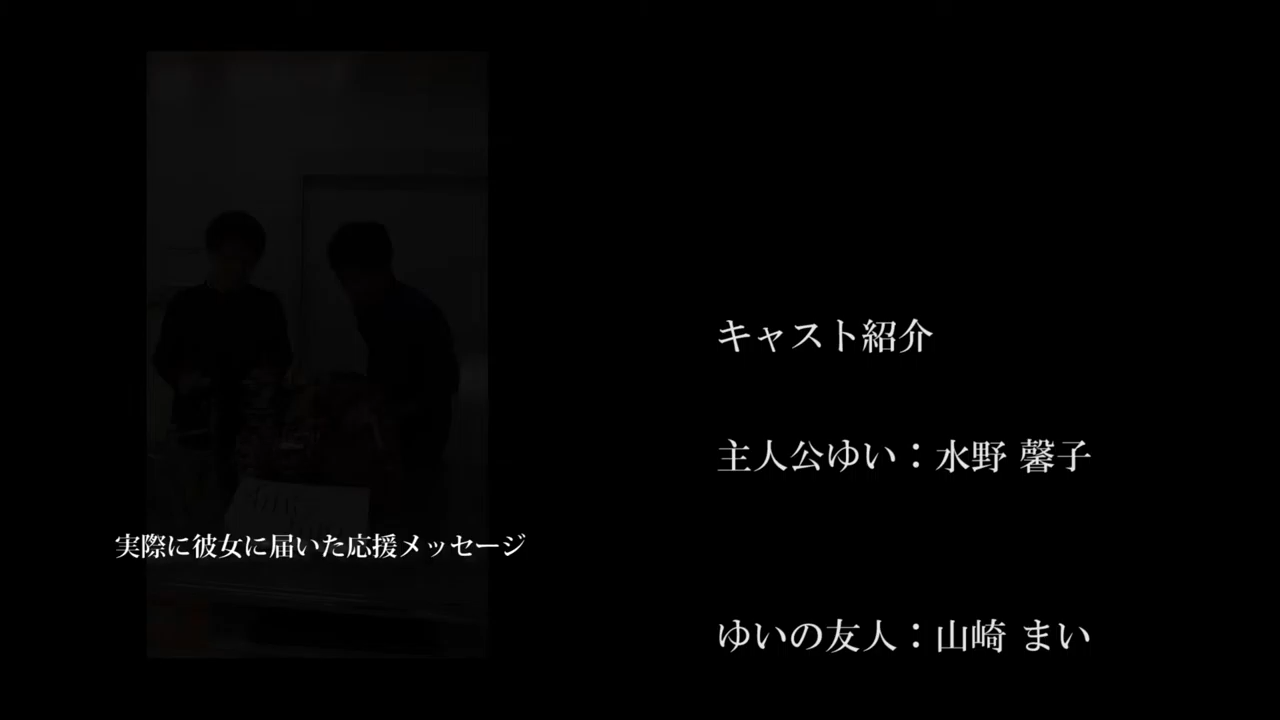 キャスト紹介
主人公ゆい：水野 馨子
実際に彼女に届いた応援メッセージ
ゆいの友人：山崎 まい